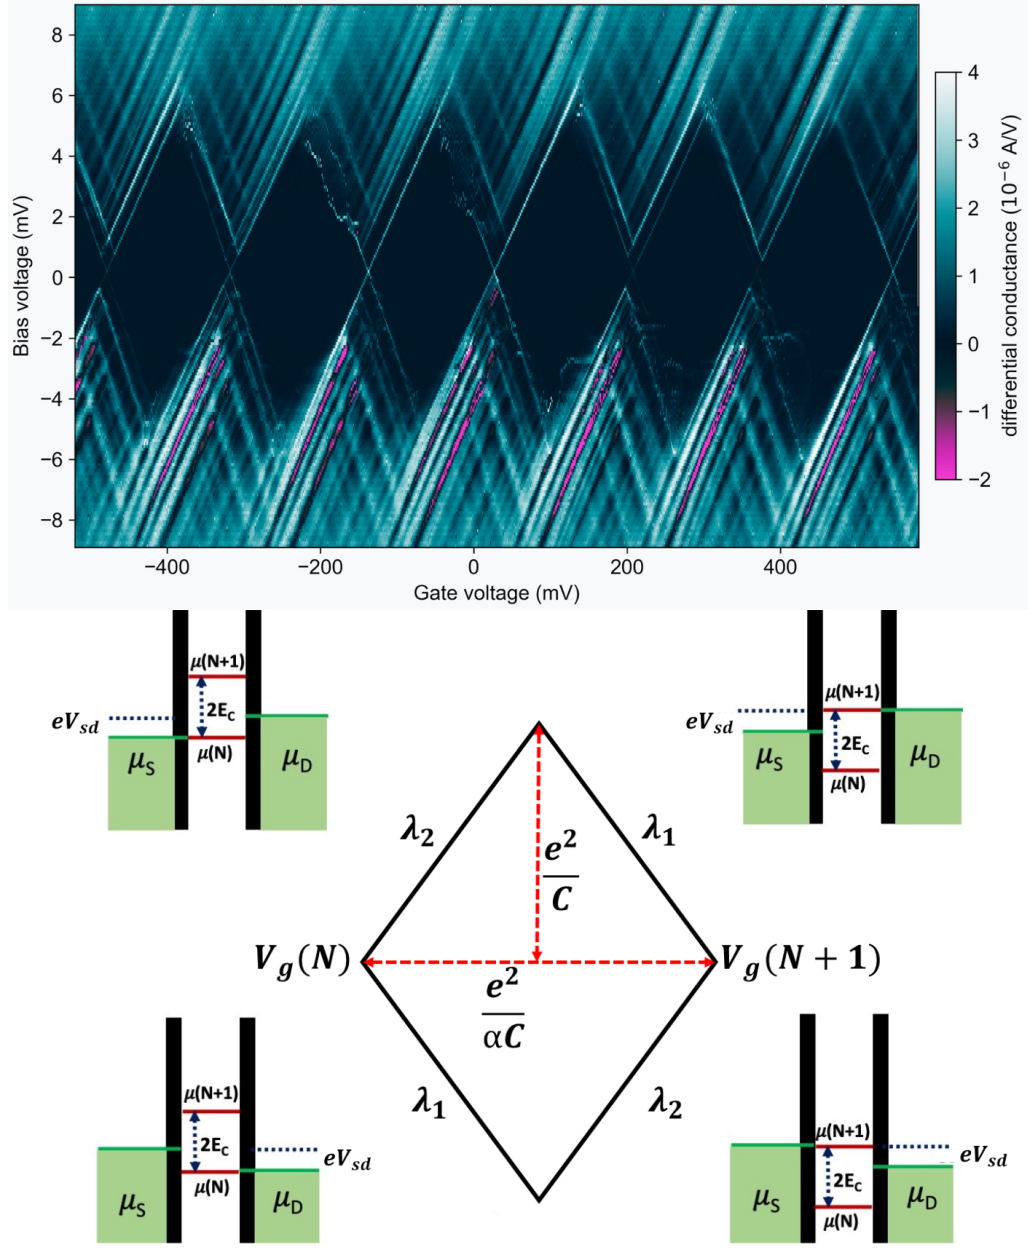 8
6
4
2
0
−2
−4
−6
−8
Bias voltage (mV)
−400
−200
0
200
400
Gate voltage (mV)
4
3
2
1
0
−1
−2
differential conductance (10⁻⁶ A/V)
μ(N+1)
2E_C
eV_sd
μ(N)
μ_S
μ_D
μ(N+1)
eV_sd
2E_C
μ_S
μ(N)
μ_D
λ₂
λ₁
e²
C
V_g(N)
V_g(N + 1)
e²
αC
λ₁
λ₂
μ(N+1)
2E_C
eV_sd
μ(N)
μ_S
μ_D
μ(N+1)
eV_sd
2E_C
μ_S
μ(N)
μ_D